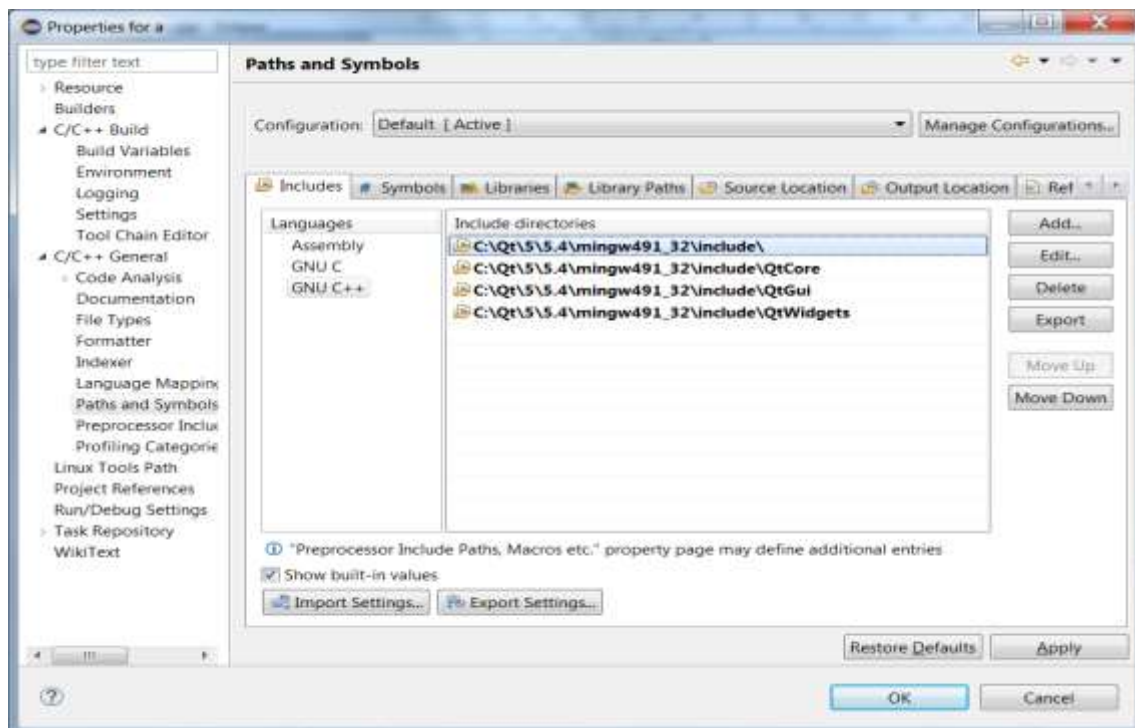 Properties for a
type filter text
Resource
Builders
C/C++ Build
Build Variables
Environment
Logging
Settings
Tool Chain Editor
C/C++ General
Code Analysis
Documentation
File Types
Formatter
Indexer
Language Mapping
Paths and Symbols
Preprocessor Inclu
Profiling Categorie
Linux Tools Path
Project References
Run/Debug Settings
Task Repository
WikiText
Paths and Symbols
Configuration: Default [ Active ] Manage Configurations...
Includes # Symbols Libraries Library Paths Source Location Output Location Ref
Languages
Assembly
GNU C
GNU C++
Include directories
C:\Qt\5\5.4\mingw491_32\include\
C:\Qt\5\5.4\mingw491_32\include\QtCore
C:\Qt\5\5.4\mingw491_32\include\QtGui
C:\Qt\5\5.4\mingw491_32\include\QtWidgets
Add...
Edit...
Delete
Export
Move Up
Move Down
"Preprocessor Include Paths, Macros etc." property page may define additional entries
Show built-in values
Import Settings... Export Settings...
Restore Defaults Apply
OK Cancel